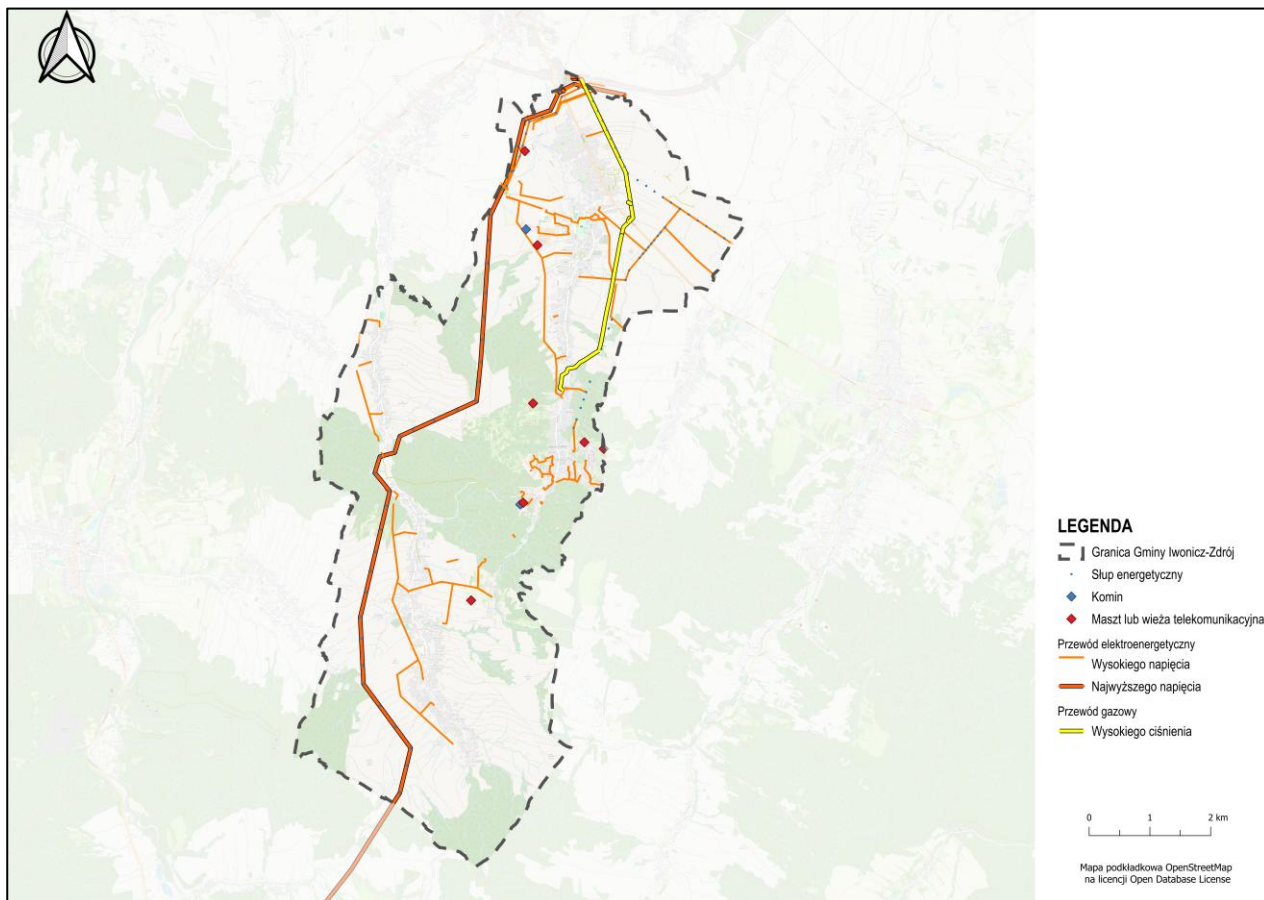 LEGENDA
Granica Gminy Iwonicz-Zdrój
Słup energetyczny
Komin
Maszt lub wieża telekomunikacyjna
Przewód elektroenergetyczny
Wysokiego napięcia
Najwyższego napięcia
Przewód gazowy
Wysokiego ciśnienia
0 1 2 km
Mapa podkładkowa OpenStreetMap
na licencji Open Database License